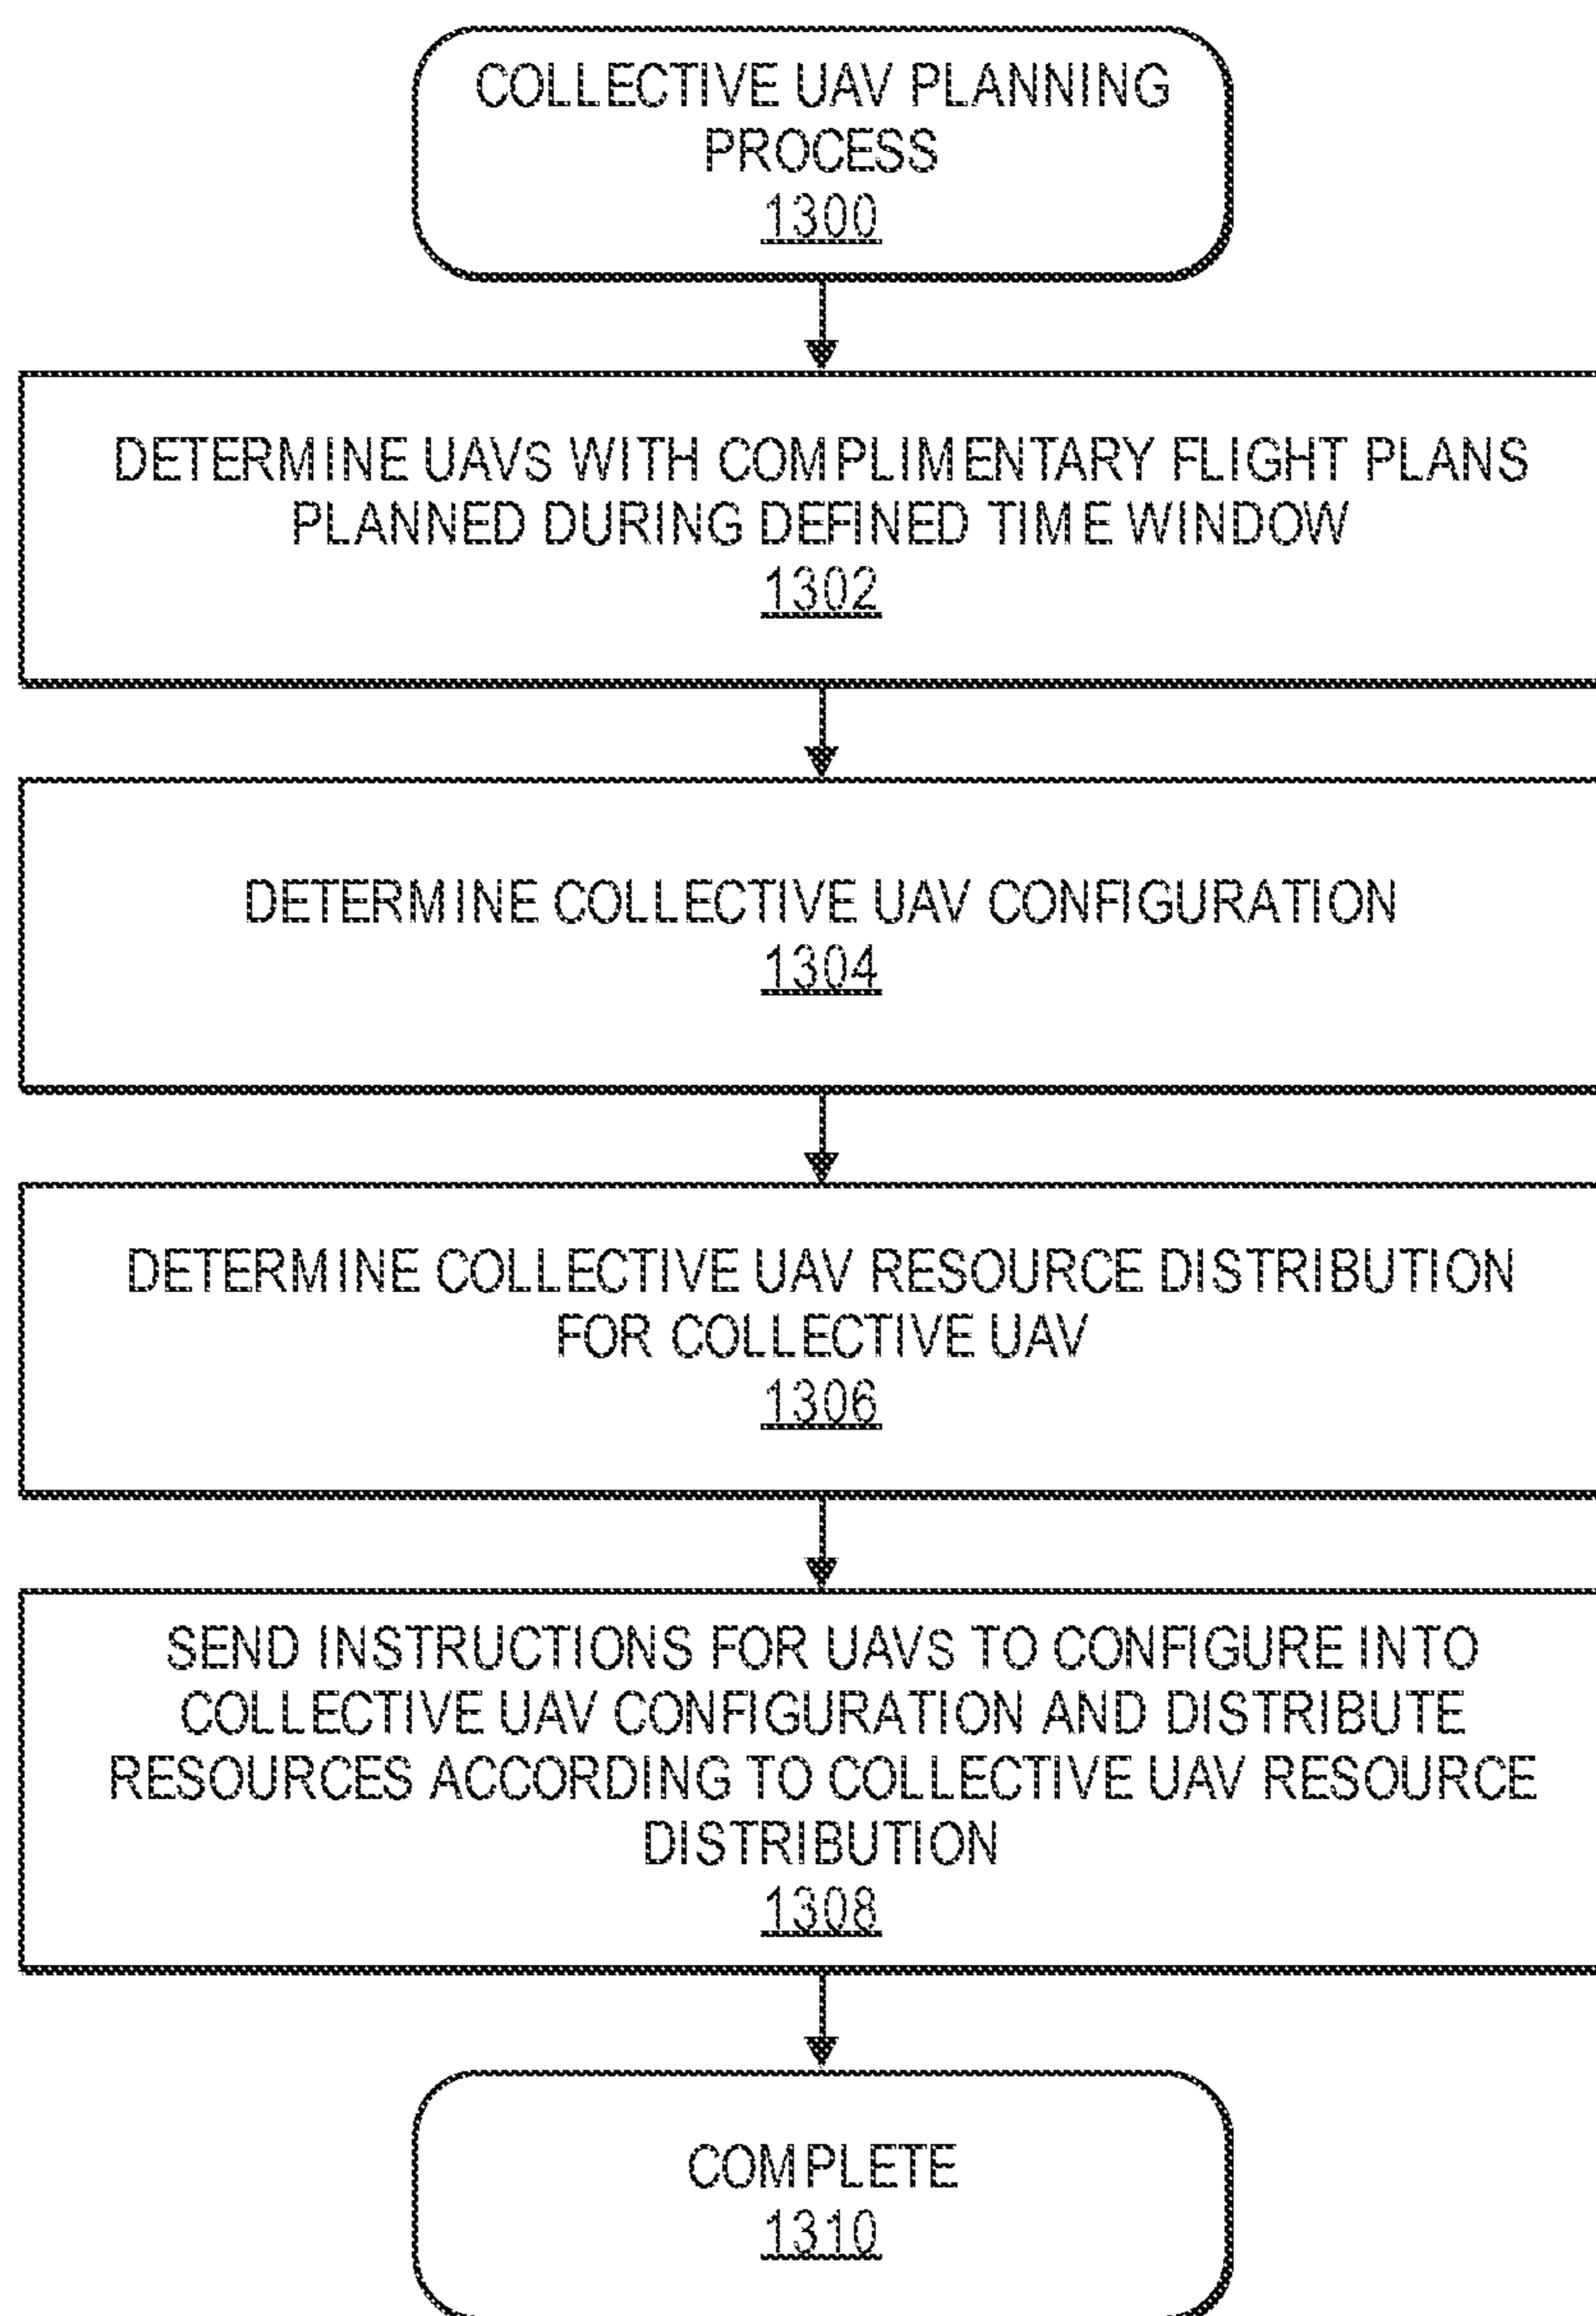 COLLECTIVE UAV PLANNING
PROCESS
1300
DETERMINE UAVs WITH COMPLIMENTARY FLIGHT PLANS
PLANNED DURING DEFINED TIME WINDOW
1302
DETERMINE COLLECTIVE UAV CONFIGURATION
1304
DETERMINE COLLECTIVE UAV RESOURCE DISTRIBUTION
FOR COLLECTIVE UAV
1306
SEND INSTRUCTIONS FOR UAVs TO CONFIGURE INTO
COLLECTIVE UAV CONFIGURATION AND DISTRIBUTE
RESOURCES ACCORDING TO COLLECTIVE UAV RESOURCE
DISTRIBUTION
1308
COMPLETE
1310